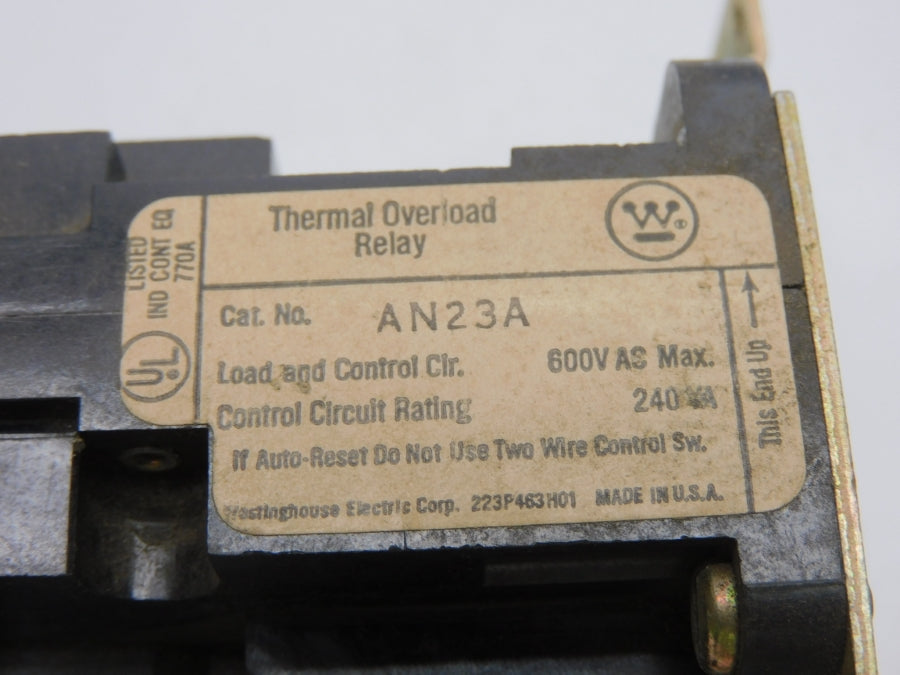 Thermal Overload
Relay
W ®
LISTED
IND CONT EQ
770A
UL
Cat. No. AN23A
Load and Control Cir. 600V AC Max.
Control Circuit Rating 240 VA
If Auto-Reset Do Not Use Two Wire Control Sw.
Westinghouse Electric Corp. 223P463H01 MADE IN U.S.A.
This End Up